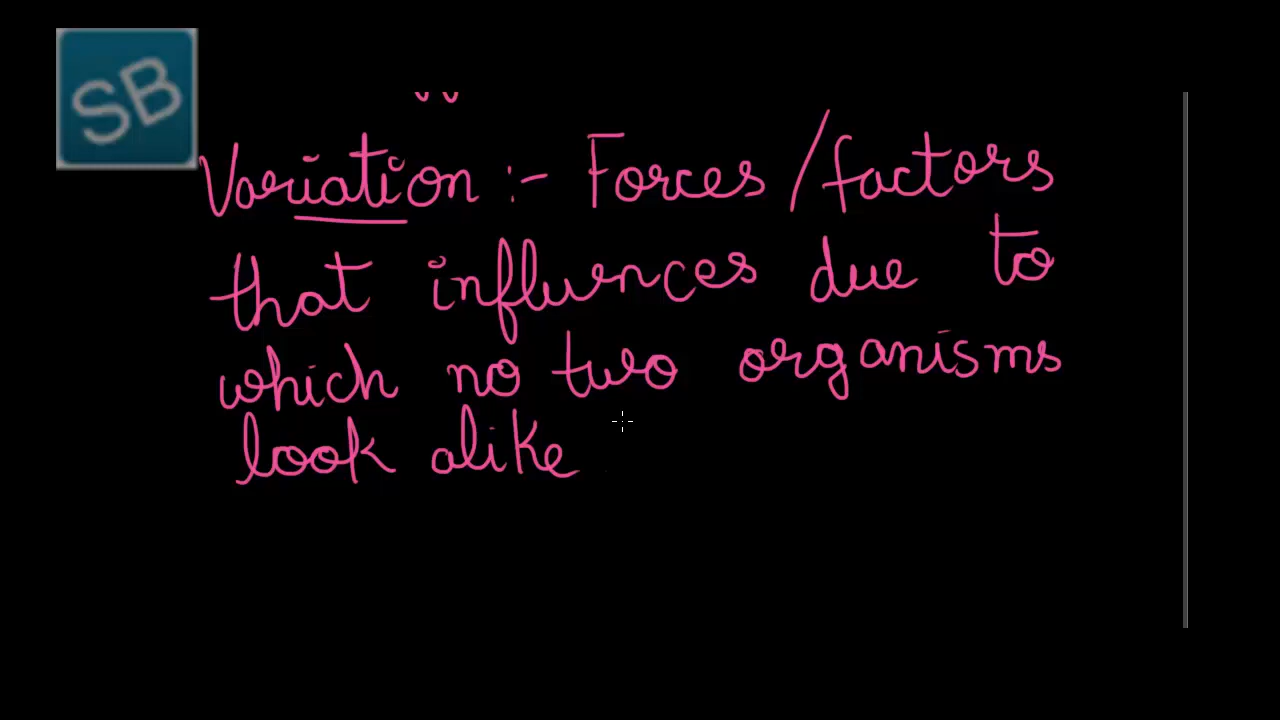 SB
Variation :- Forces/factors
that influences due to
which no two organisms
look alike